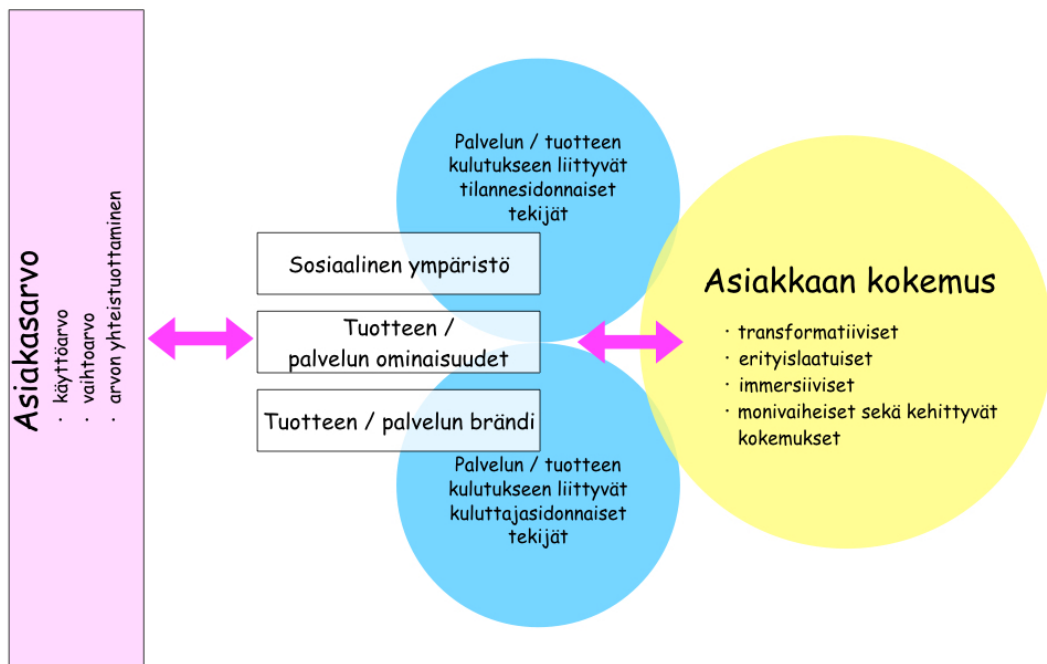 Asiakasarvo
· käyttöarvo
· vaihtoarvo
· arvon yhteistuottaminen
Palvelun / tuotteen
kulutukseen liittyvät
tilannesidonnaiset
tekijät
Sosiaalinen ympäristö
Tuotteen /
palvelun ominaisuudet
Tuotteen / palvelun brändi
Palvelun / tuotteen
kulutukseen liittyvät
kuluttajasidonnaiset
tekijät
Asiakkaan kokemus
· transformatiiviset
· erityislaatuiset
· immersiiviset
· monivaiheiset sekä kehittyvät
kokemukset